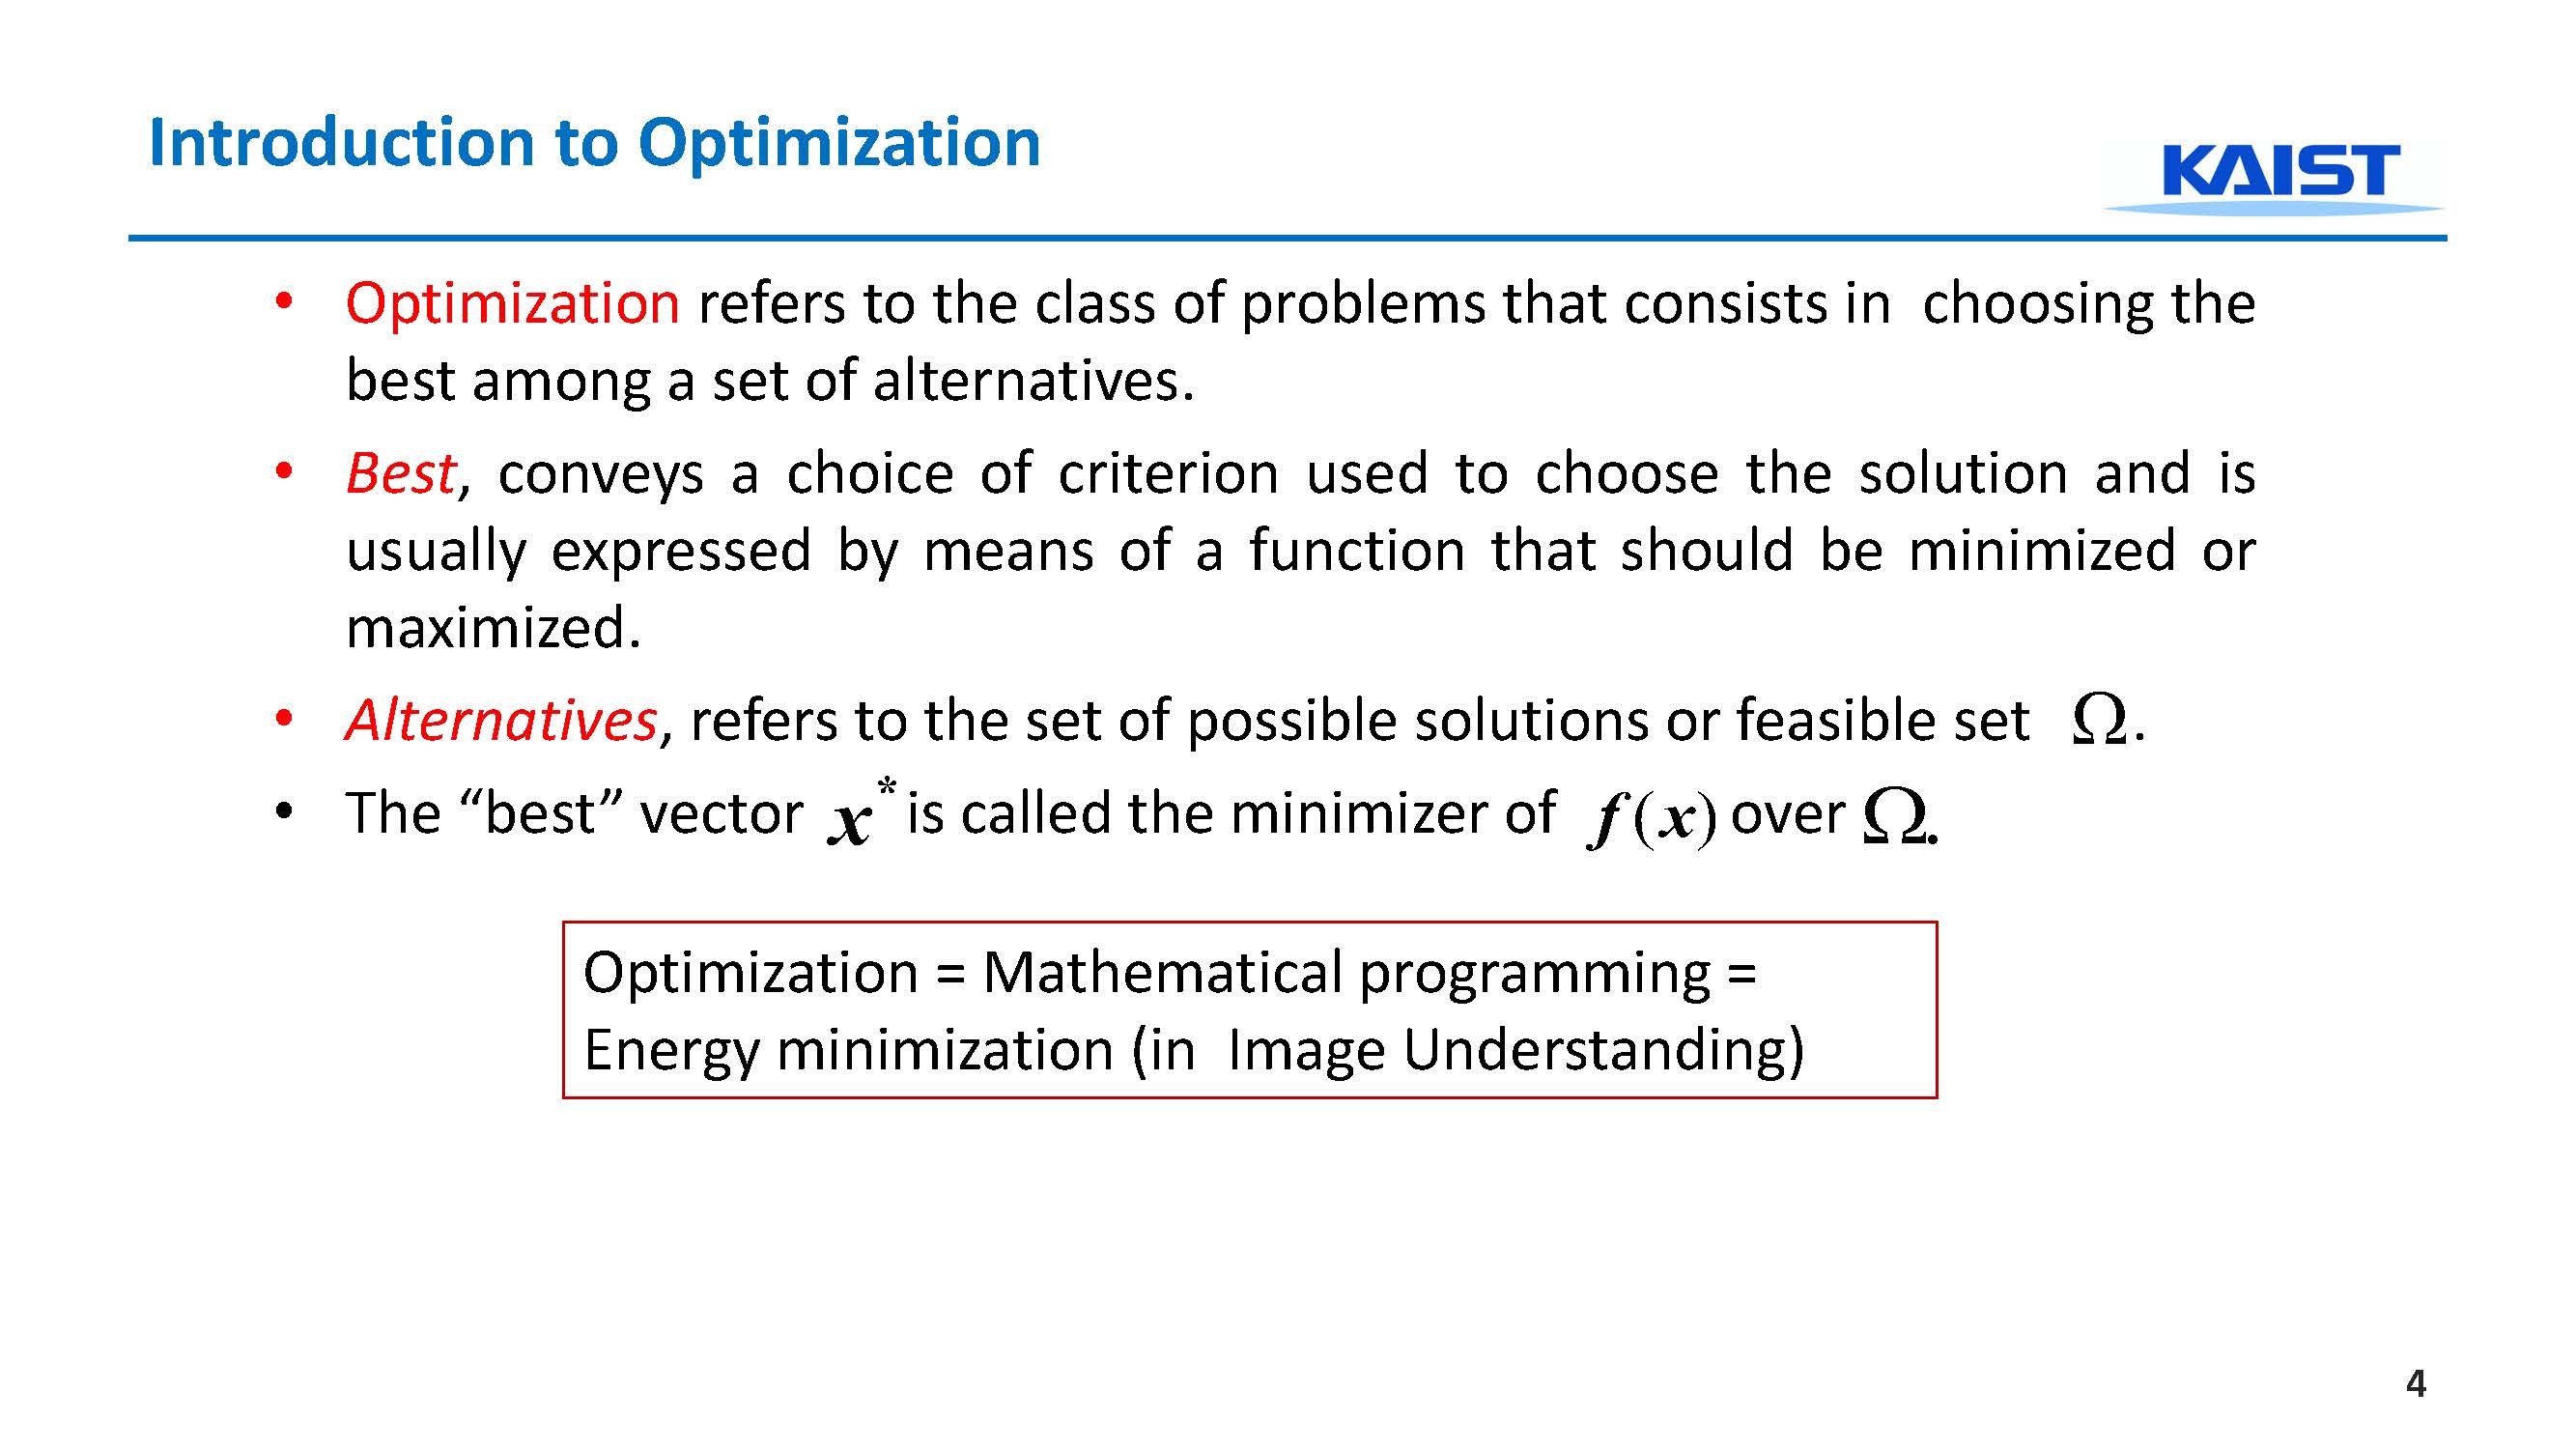 Introduction to Optimization
KAIST
• Optimization refers to the class of problems that consists in choosing the
best among a set of alternatives.
• Best, conveys a choice of criterion used to choose the solution and is
usually expressed by means of a function that should be minimized or
maximized.
• Alternatives, refers to the set of possible solutions or feasible set Ω.
• The “best” vector x* is called the minimizer of f(x) over Ω.
Optimization = Mathematical programming =
Energy minimization (in Image Understanding)
4